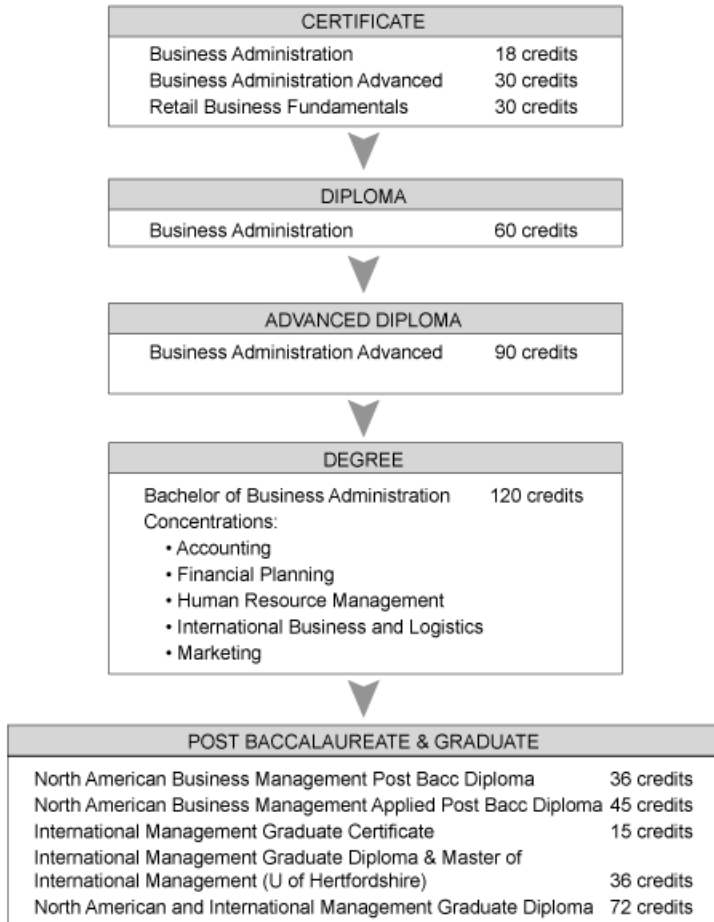 CERTIFICATE
Business Administration 18 credits
Business Administration Advanced 30 credits
Retail Business Fundamentals 30 credits
DIPLOMA
Business Administration 60 credits
ADVANCED DIPLOMA
Business Administration Advanced 90 credits
DEGREE
Bachelor of Business Administration 120 credits
Concentrations:
• Accounting
• Financial Planning
• Human Resource Management
• International Business and Logistics
• Marketing
POST BACCALAUREATE & GRADUATE
North American Business Management Post Bacc Diploma 36 credits
North American Business Management Applied Post Bacc Diploma 45 credits
International Management Graduate Certificate 15 credits
International Management Graduate Diploma & Master of
International Management (U of Hertfordshire) 36 credits
North American and International Management Graduate Diploma 72 credits